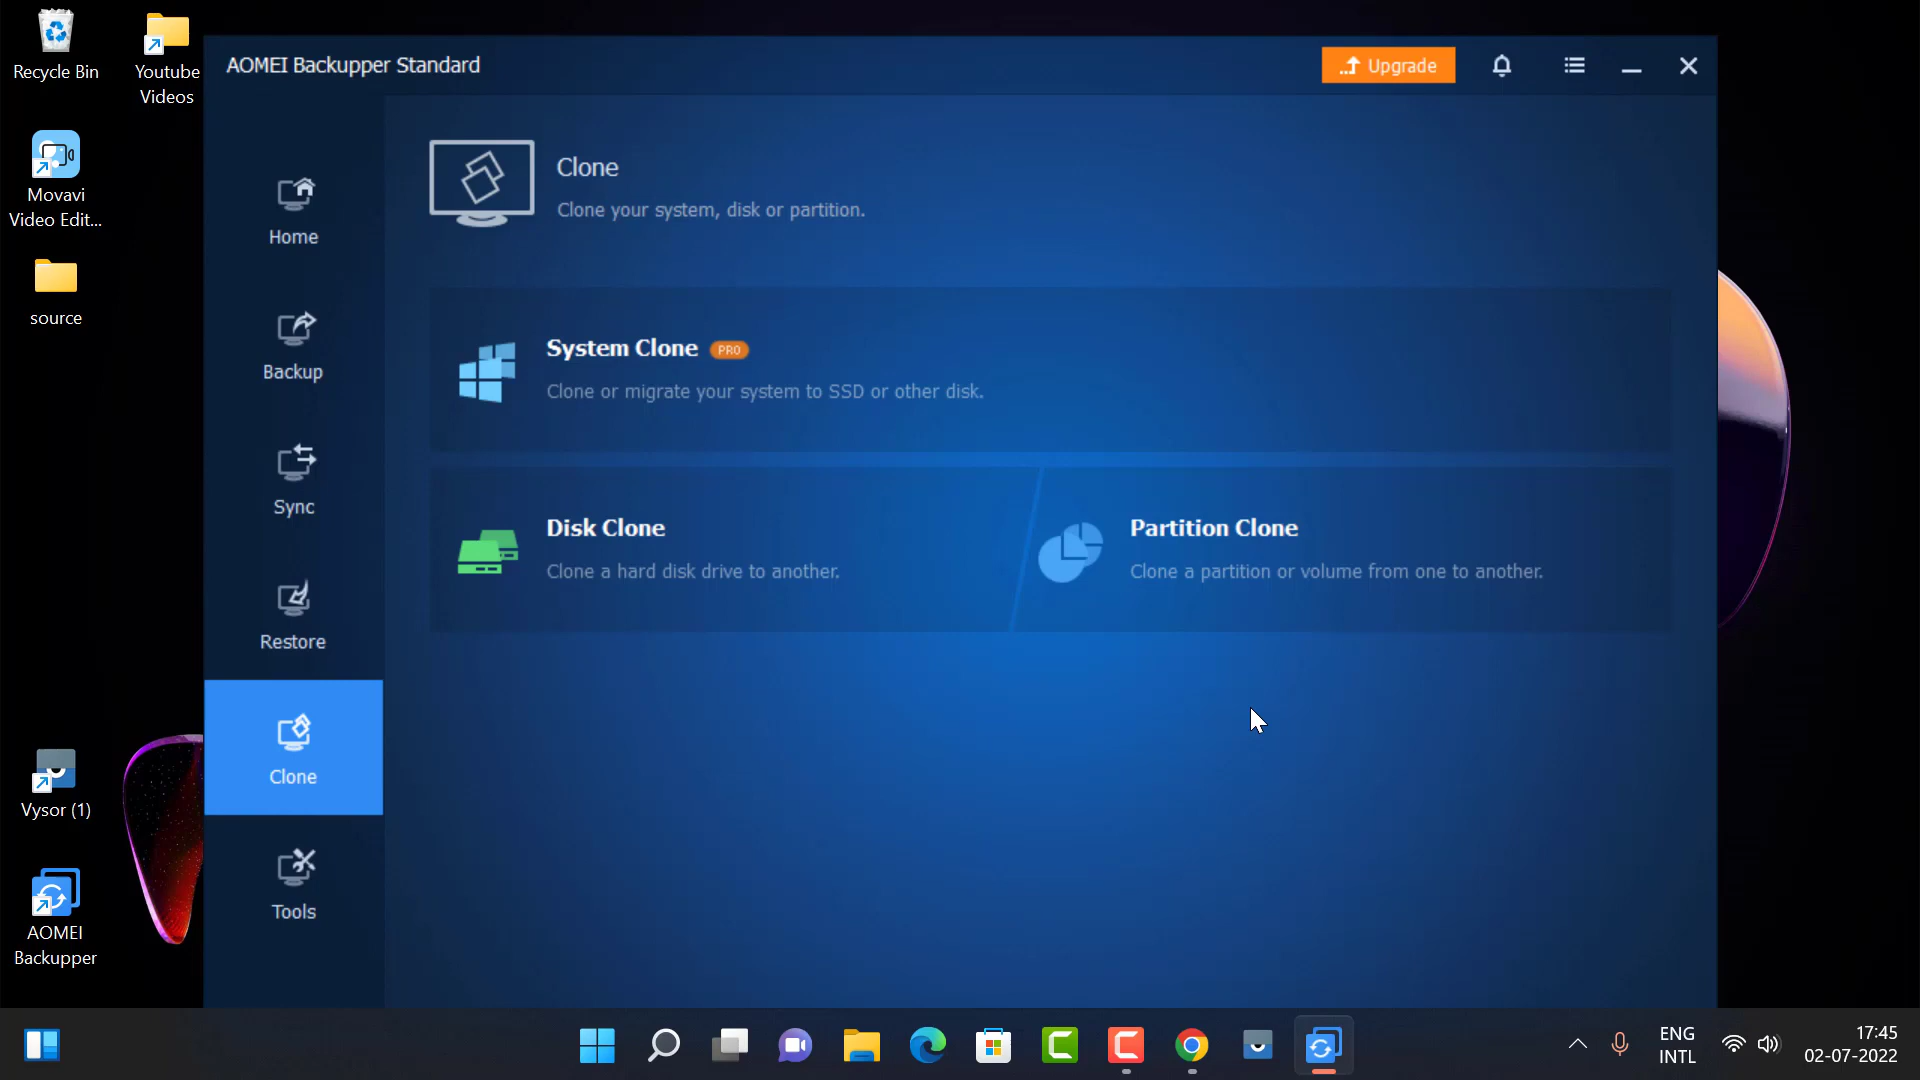 Recycle Bin
Youtube
Videos
Movavi
Video Edit...
source
Vysor (1)
AOMEI
Backupper
AOMEI Backupper Standard
Upgrade
Home
Backup
Sync
Restore
Clone
Tools
Clone
Clone your system, disk or partition.
System Clone PRO
Clone or migrate your system to SSD or other disk.
Disk Clone
Clone a hard disk drive to another.
Partition Clone
Clone a partition or volume from one to another.
ENG
INTL
17:45
02-07-2022